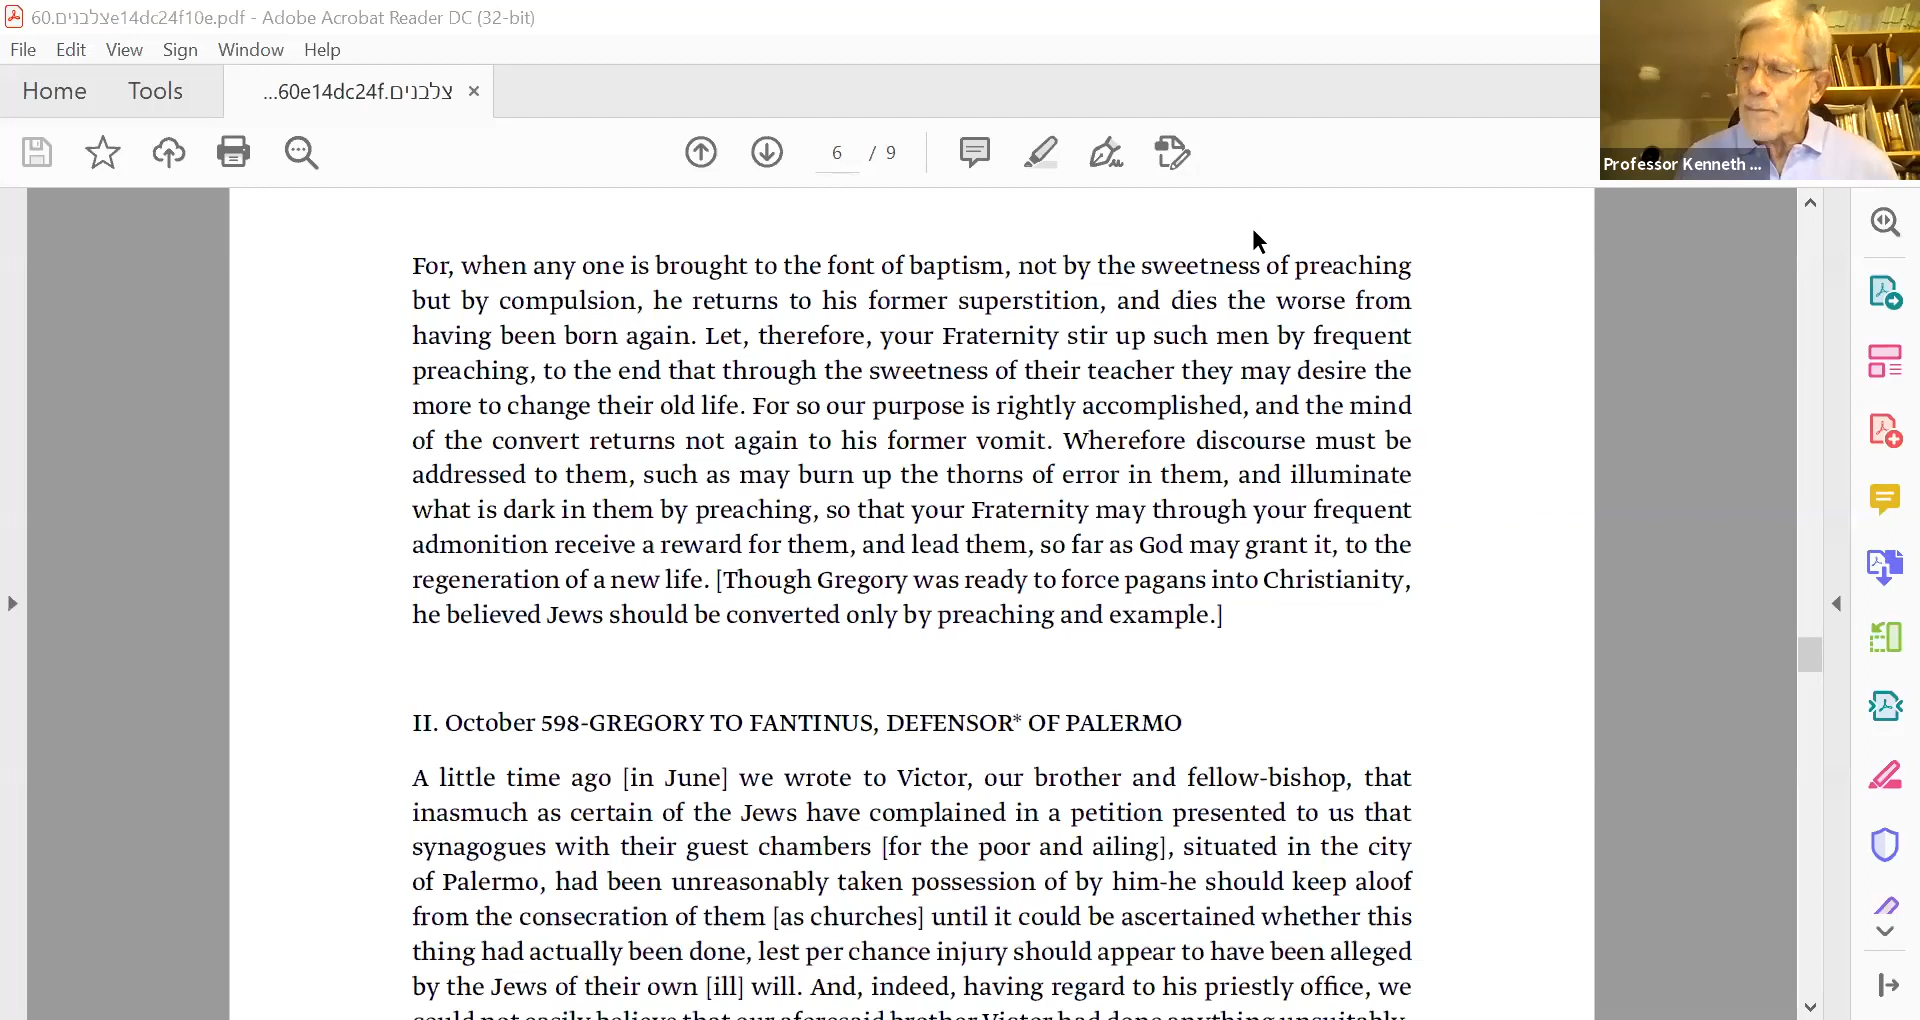 60.צלבניםe14dc24f10e.pdf - Adobe Acrobat Reader DC (32-bit)
File Edit View Sign Window Help
Home Tools ...60e14dc24f.צלבנים ×
6 / 9
Professor Kenneth ...
For, when any one is brought to the font of baptism, not by the sweetness of preaching
but by compulsion, he returns to his former superstition, and dies the worse from
having been born again. Let, therefore, your Fraternity stir up such men by frequent
preaching, to the end that through the sweetness of their teacher they may desire the
more to change their old life. For so our purpose is rightly accomplished, and the mind
of the convert returns not again to his former vomit. Wherefore discourse must be
addressed to them, such as may burn up the thorns of error in them, and illuminate
what is dark in them by preaching, so that your Fraternity may through your frequent
admonition receive a reward for them, and lead them, so far as God may grant it, to the
regeneration of a new life. [Though Gregory was ready to force pagans into Christianity,
he believed Jews should be converted only by preaching and example.]
II. October 598-GREGORY TO FANTINUS, DEFENSOR* OF PALERMO
A little time ago [in June] we wrote to Victor, our brother and fellow-bishop, that
inasmuch as certain of the Jews have complained in a petition presented to us that
synagogues with their guest chambers [for the poor and ailing], situated in the city
of Palermo, had been unreasonably taken possession of by him-he should keep aloof
from the consecration of them [as churches] until it could be ascertained whether this
thing had actually been done, lest per chance injury should appear to have been alleged
by the Jews of their own [ill] will. And, indeed, having regard to his priestly office, we
could not easily believe that our aforesaid brother Victor had done anything unsuitably.